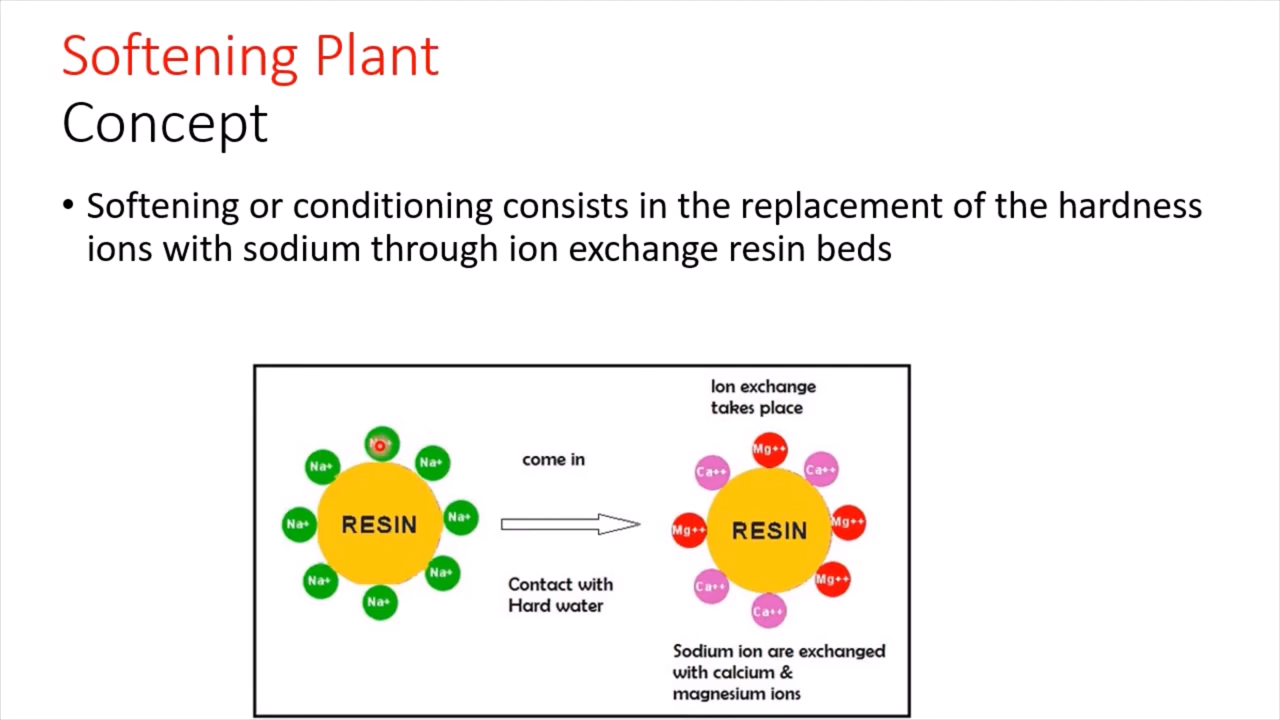 Softening Plant
Concept
• Softening or conditioning consists in the replacement of the hardness
ions with sodium through ion exchange resin beds
Ion exchange
takes place
Na+
Na+
Na+
Na+
Na+
Na+
Na+
RESIN
come in
Contact with
Hard water
Mg++
Ca++
Ca++
Mg++
Mg++
RESIN
Ca++
Mg++
Ca++
Sodium ion are exchanged
with calcium &
magnesium ions